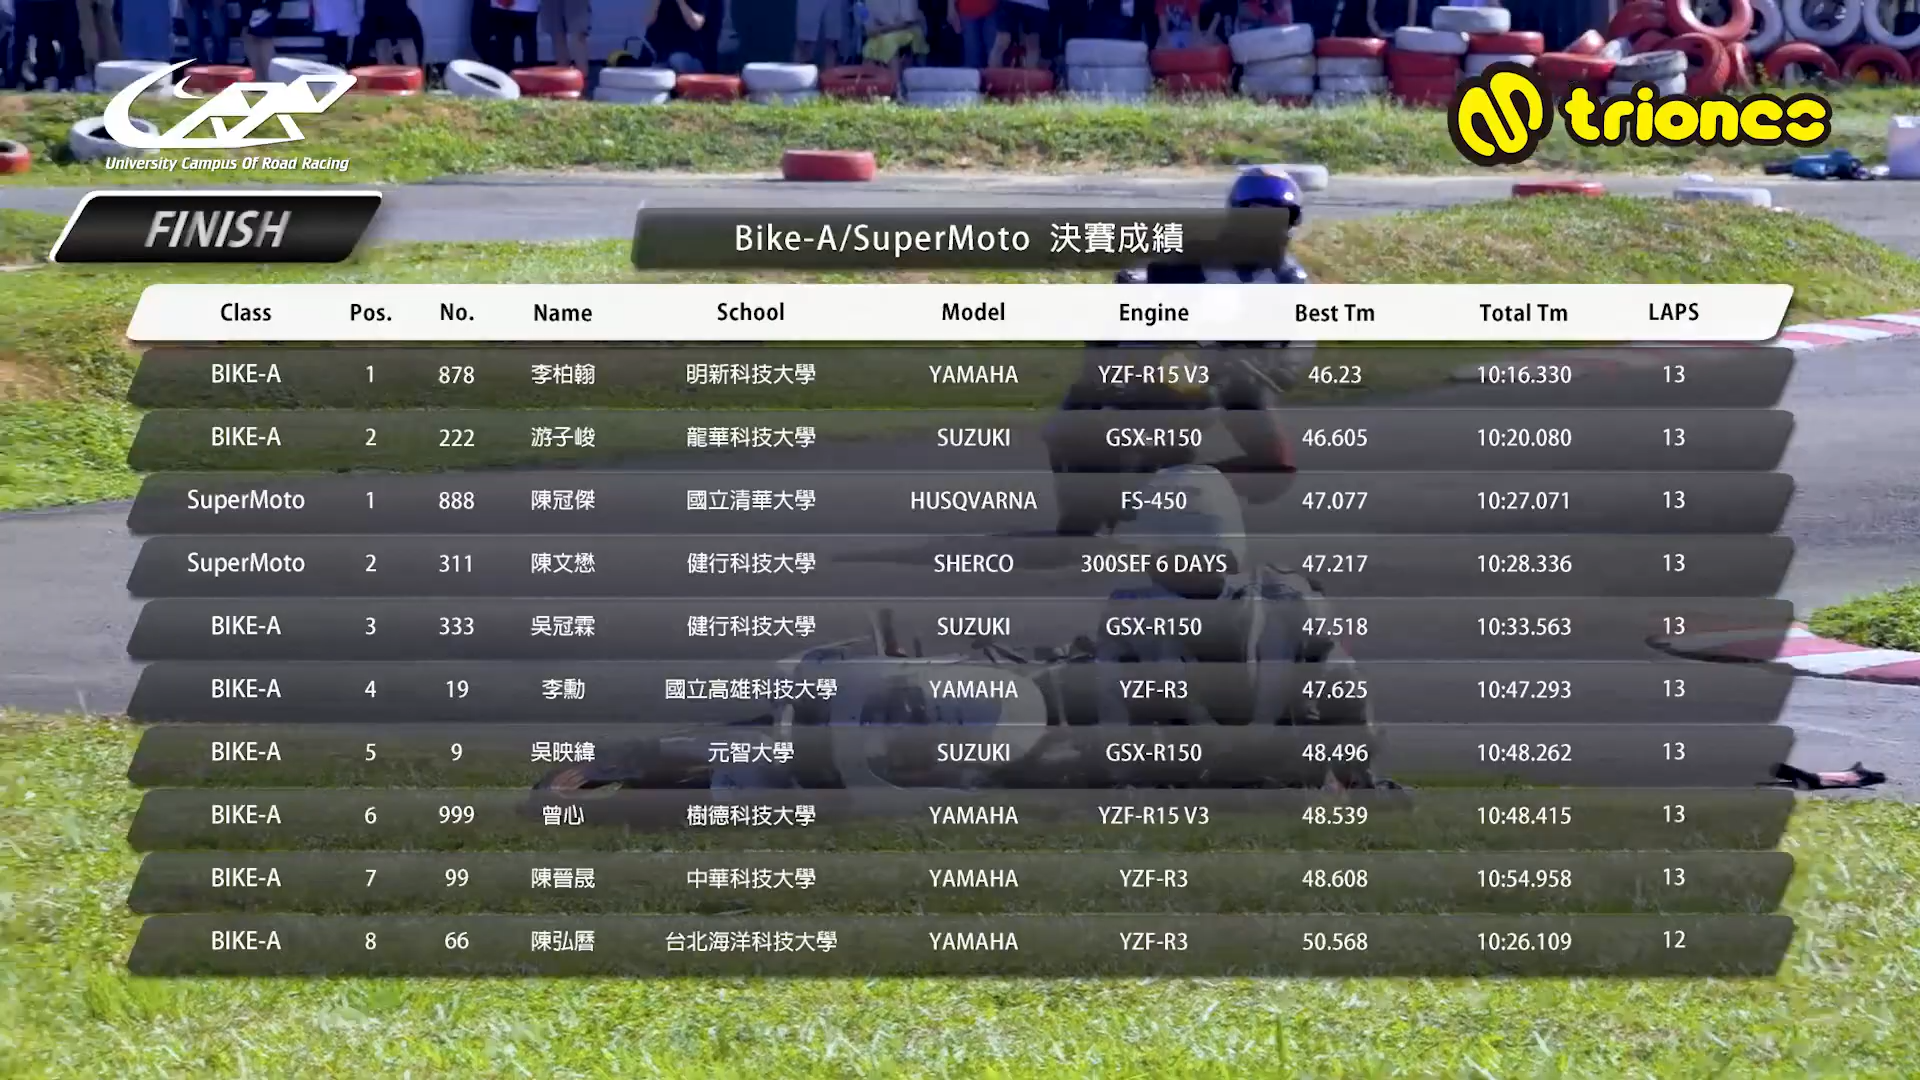 University Campus Of Road Racing
trionco
FINISH
Bike-A/SuperMoto 決賽成績
Class Pos. No. Name School Model Engine Best Tm Total Tm LAPS
BIKE-A 1 878 李柏翰 明新科技大學 YAMAHA YZF-R15 V3 46.23 10:16.330 13
BIKE-A 2 222 游子峻 龍華科技大學 SUZUKI GSX-R150 46.605 10:20.080 13
SuperMoto 1 888 陳冠傑 國立清華大學 HUSQVARNA FS-450 47.077 10:27.071 13
SuperMoto 2 311 陳文懋 健行科技大學 SHERCO 300SEF 6 DAYS 47.217 10:28.336 13
BIKE-A 3 333 吳冠霖 健行科技大學 SUZUKI GSX-R150 47.518 10:33.563 13
BIKE-A 4 19 李勳 國立高雄科技大學 YAMAHA YZF-R3 47.625 10:47.293 13
BIKE-A 5 9 吳映緯 元智大學 SUZUKI GSX-R150 48.496 10:48.262 13
BIKE-A 6 999 曾心 樹德科技大學 YAMAHA YZF-R15 V3 48.539 10:48.415 13
BIKE-A 7 99 陳晉晟 中華科技大學 YAMAHA YZF-R3 48.608 10:54.958 13
BIKE-A 8 66 陳弘曆 台北海洋科技大學 YAMAHA YZF-R3 50.568 10:26.109 12